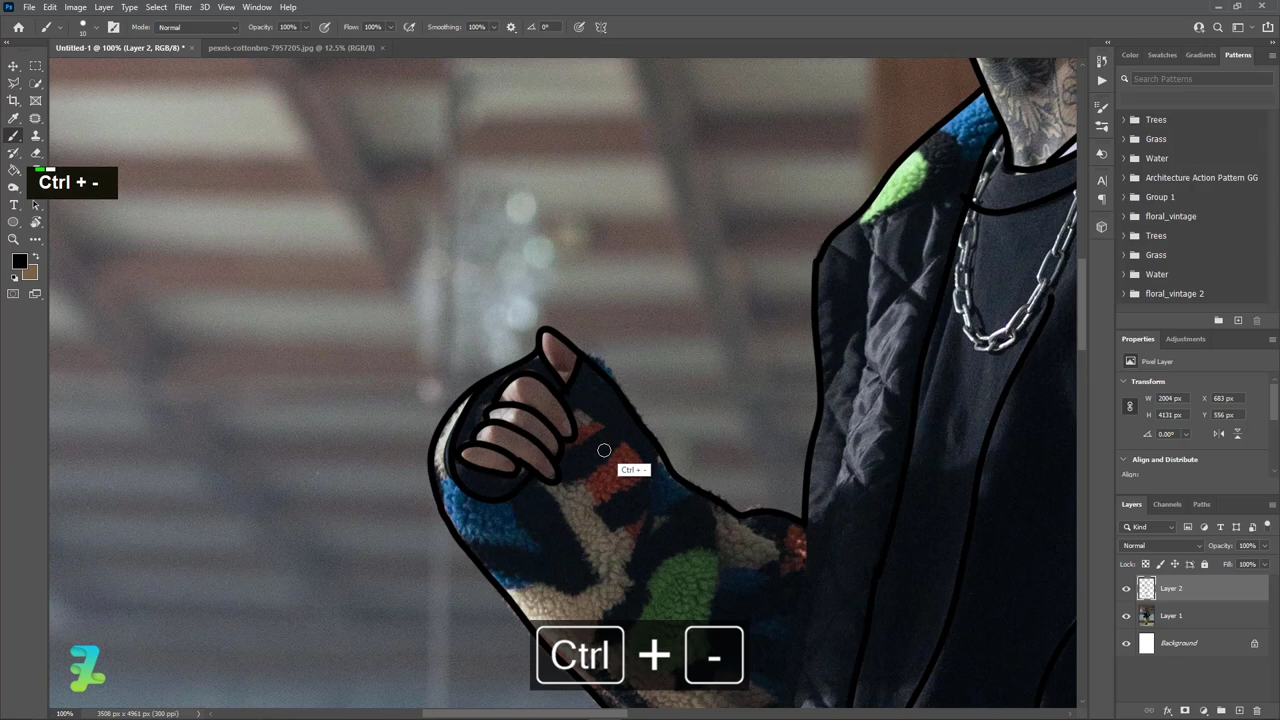 File Edit Image Layer Type Select Filter 3D View Window Help
10 Mode: Normal Opacity: 100% Flow: 100% Smoothing: 100% 0°
Untitled-1 @ 100% (Layer 2, RGB/8) * × pexels-cottonbro-7957205.jpg @ 12.5% (RGB/8) ×
Color Swatches Gradients Patterns
Search Patterns
Trees
Grass
Water
Architecture Action Pattern GG
Group 1
floral_vintage
Trees
Grass
Water
floral_vintage 2
Ctrl + -
Ctrl + -
Ctrl + -
Properties Adjustments
Pixel Layer
Transform
W 2004 px X 683 px
H 4131 px Y 556 px
0.00°
Align and Distribute
Align:
Layers Channels Paths
Kind
Normal Opacity: 100%
Lock: Fill: 100%
Layer 2
Layer 1
Background
100% 3508 px x 4961 px (300 ppi)